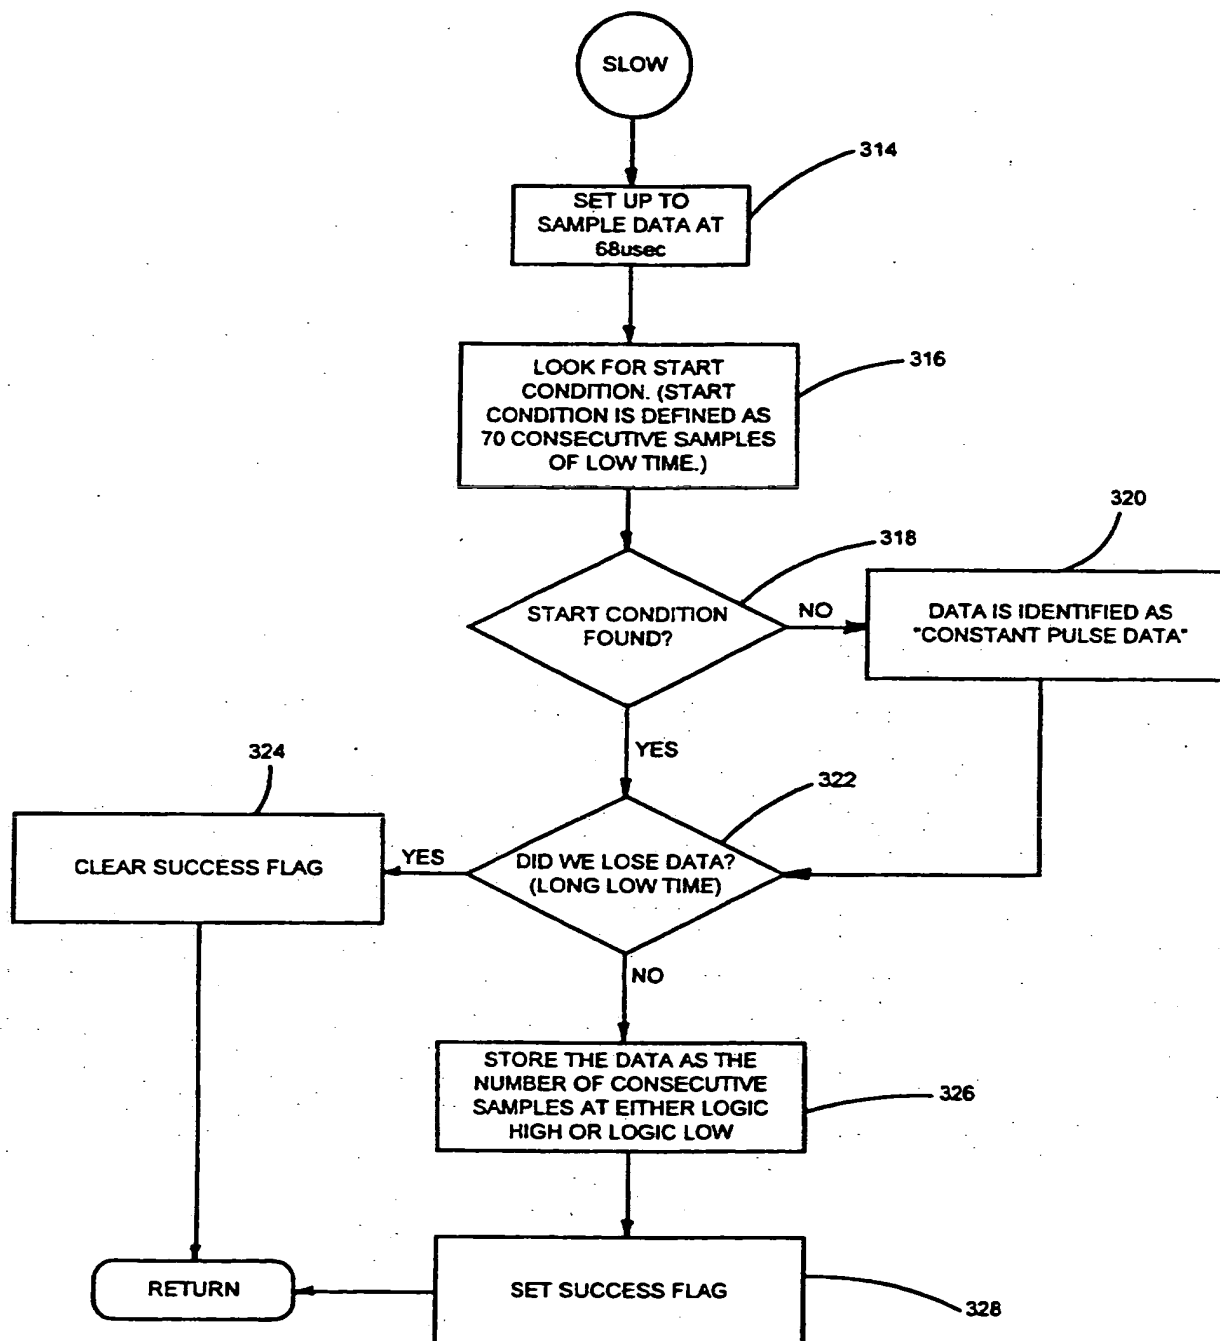 SLOW
314
SET UP TO
SAMPLE DATA AT
68usec
316
LOOK FOR START
CONDITION. (START
CONDITION IS DEFINED AS
70 CONSECUTIVE SAMPLES
OF LOW TIME.)
318
START CONDITION
FOUND?
NO
320
DATA IS IDENTIFIED AS
"CONSTANT PULSE DATA"
YES
322
DID WE LOSE DATA?
(LONG LOW TIME)
YES
324
CLEAR SUCCESS FLAG
NO
STORE THE DATA AS THE
NUMBER OF CONSECUTIVE
SAMPLES AT EITHER LOGIC
HIGH OR LOGIC LOW
326
SET SUCCESS FLAG
328
RETURN